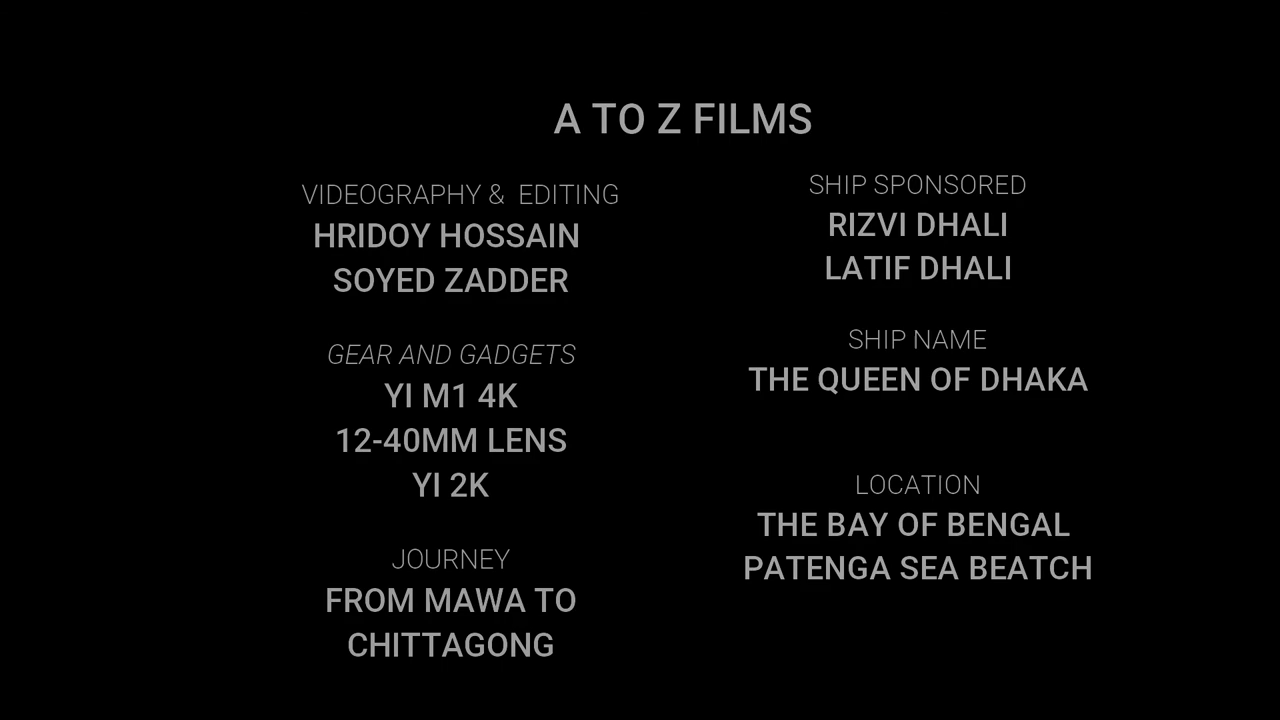 A TO Z FILMS
VIDEOGRAPHY & EDITING
HRIDOY HOSSAIN
SOYED ZADDER
GEAR AND GADGETS
YI M1 4K
12-40MM LENS
YI 2K
JOURNEY
FROM MAWA TO
CHITTAGONG
SHIP SPONSORED
RIZVI DHALI
LATIF DHALI
SHIP NAME
THE QUEEN OF DHAKA
LOCATION
THE BAY OF BENGAL
PATENGA SEA BEATCH